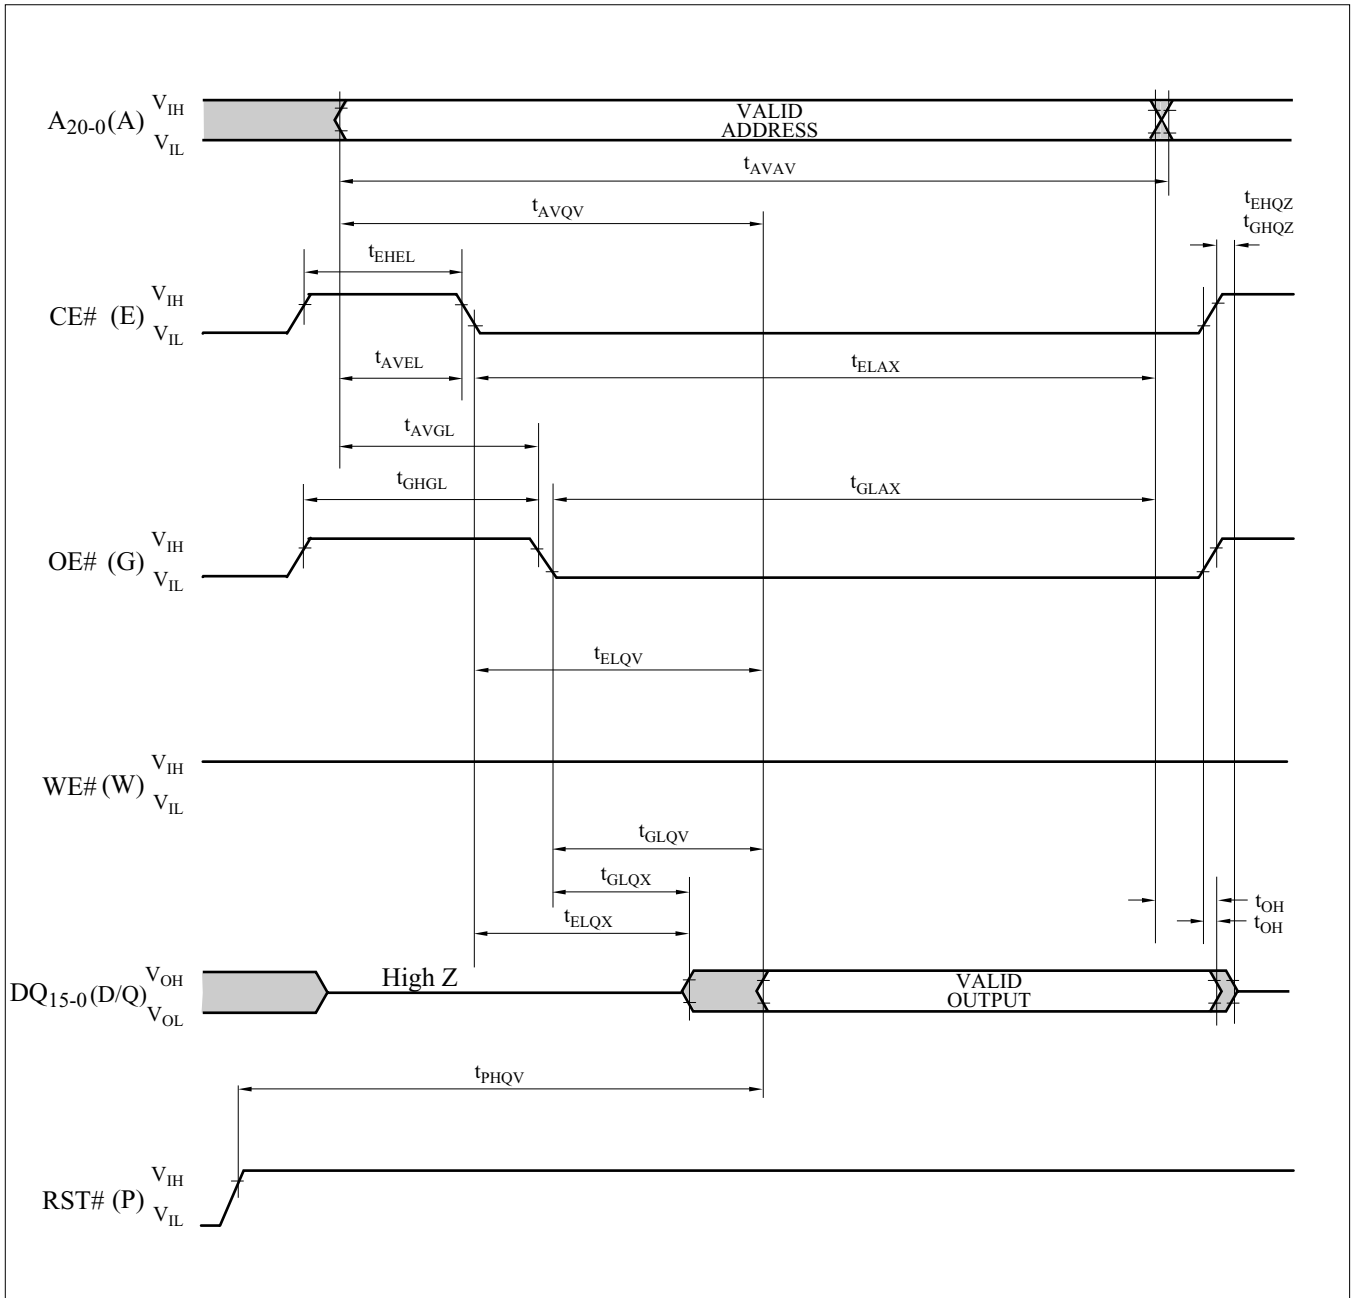 A20-0(A)
VIH
VIL
VALID
ADDRESS
tAVAV
tAVQV
tEHQZ
tGHQZ
tEHEL
CE# (E)
VIH
VIL
tAVEL
tELAX
tAVGL
tGHGL
tGLAX
OE# (G)
VIH
VIL
tELQV
WE# (W)
VIH
VIL
tGLQV
tGLQX
tELQX
tOH
tOH
DQ15-0(D/Q)
VOH
VOL
High Z
VALID
OUTPUT
tPHQV
RST# (P)
VIH
VIL